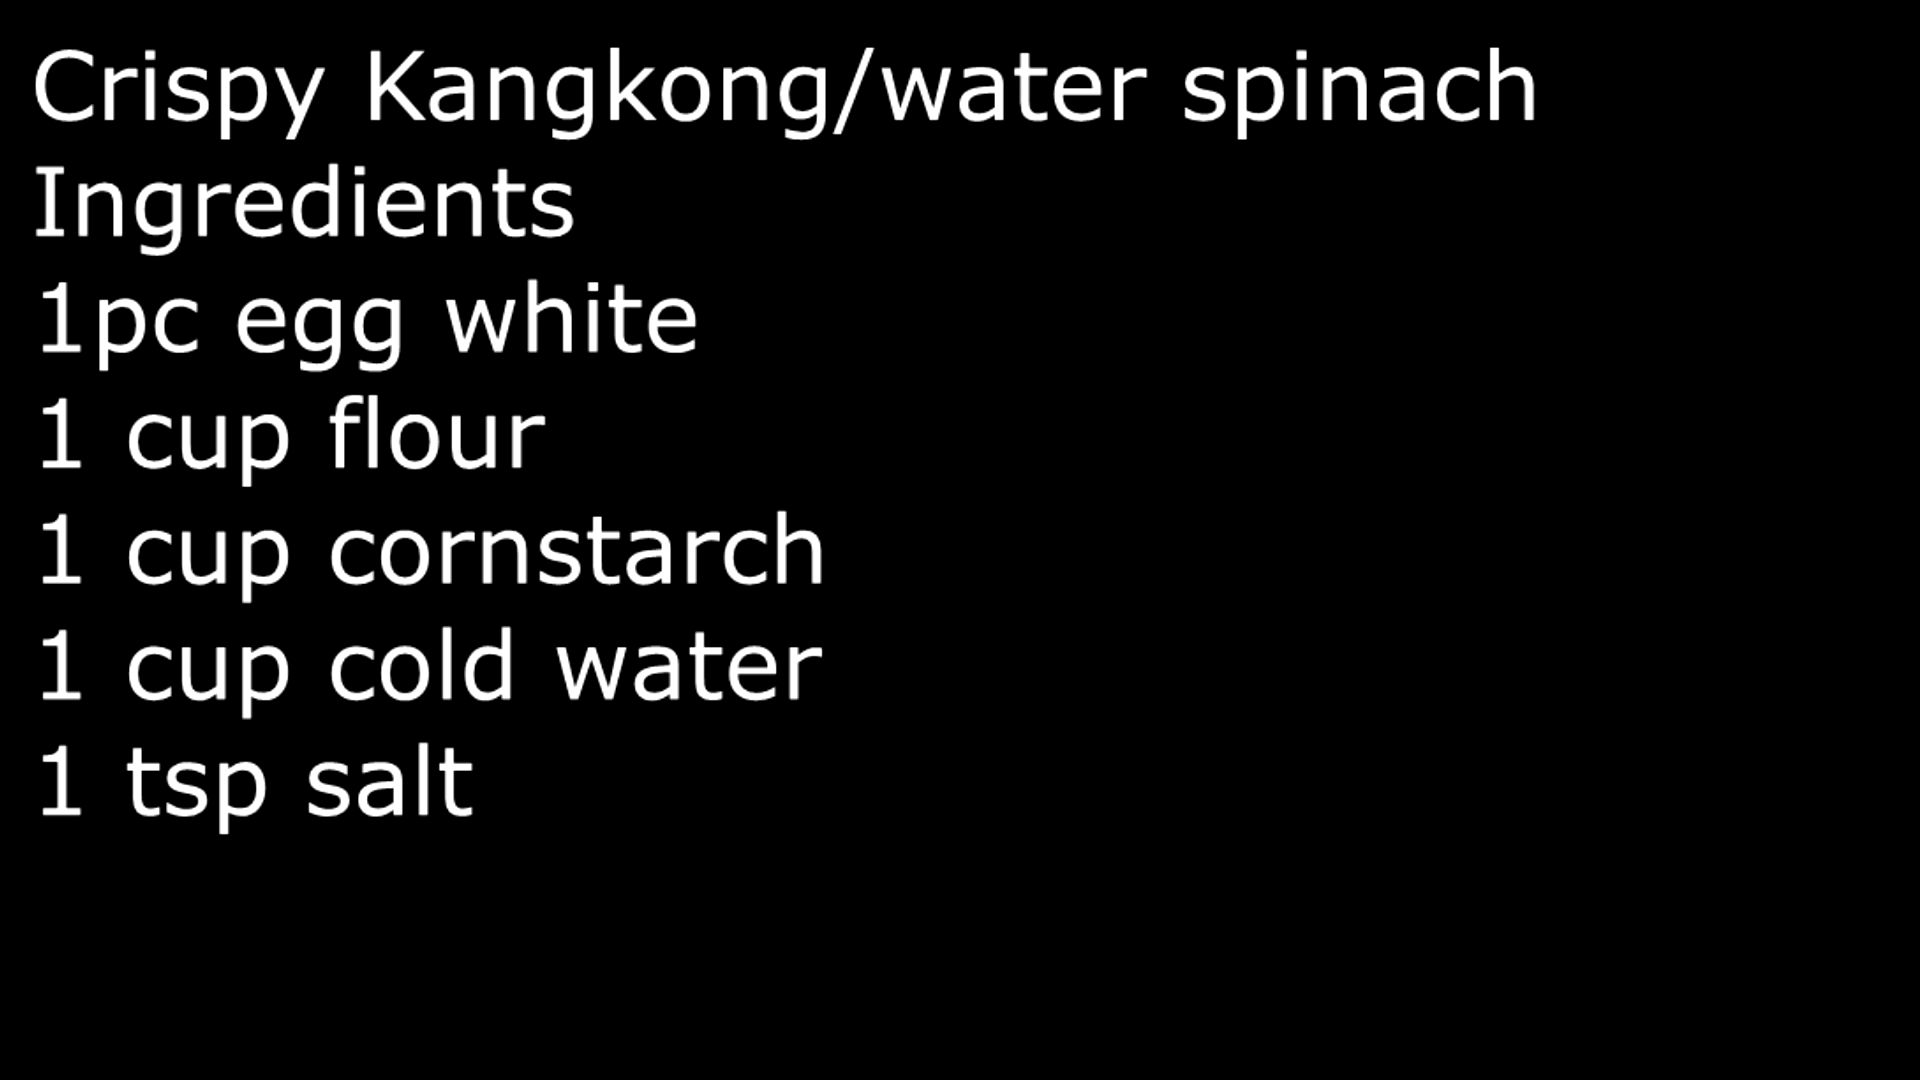 Crispy Kangkong/water spinach
Ingredients
1pc egg white
1 cup flour
1 cup cornstarch
1 cup cold water
1 tsp salt